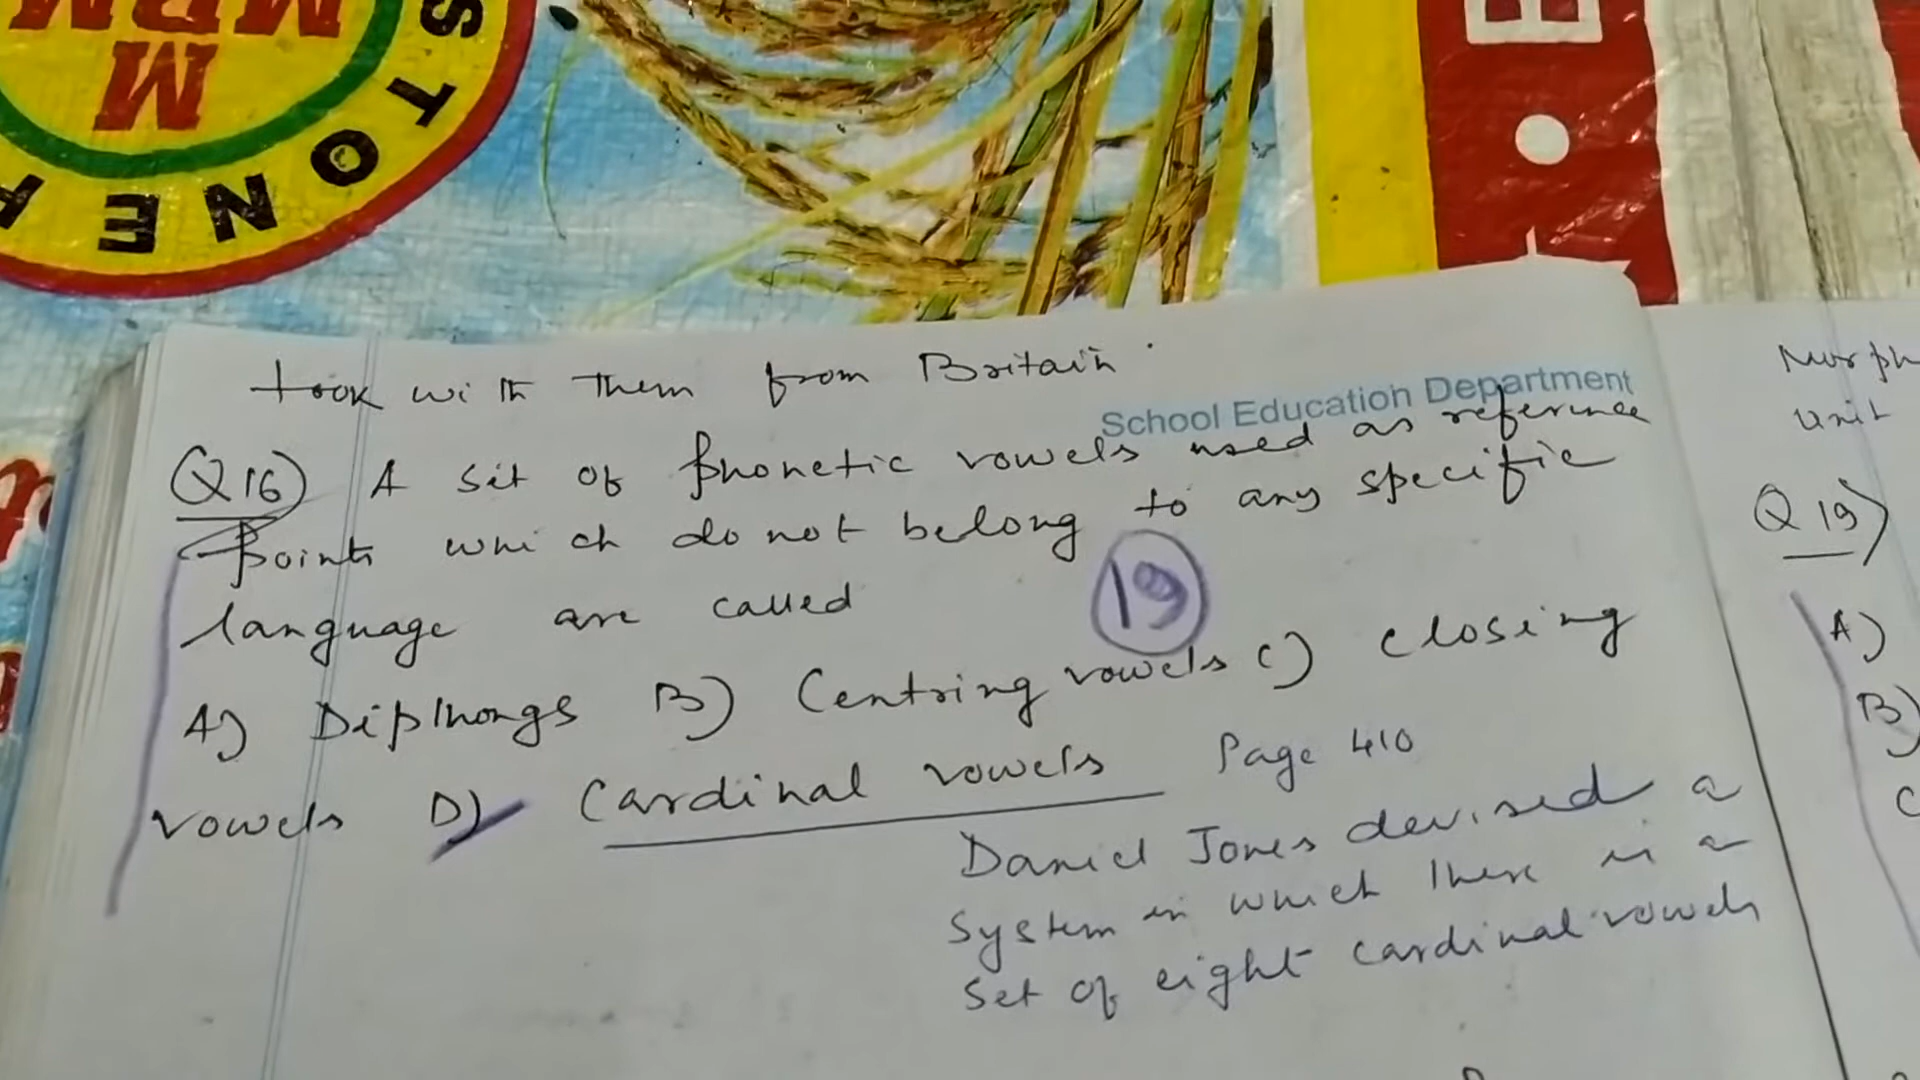 MRM
M
STONE
took with them from Britain.
School Education Department
Q16) A set of phonetic vowels used as reference
points which do not belong to any specific
language are called
19
A) Dipthongs B) Centring vowels C) closing
vowels D) Cardinal vowels Page 410
Daniel Jones devised a
system in which there is a
set of eight cardinal vowels
Morph
unit
Q 19)
A)
B)
C